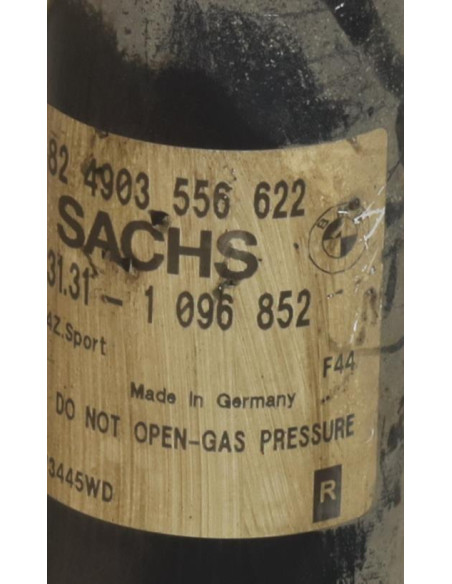 82 4903 556 622
SACHS
31.31 - 1 096 852
4Z.Sport
F44
Made in Germany
DO NOT OPEN-GAS PRESSURE
3445WD
R